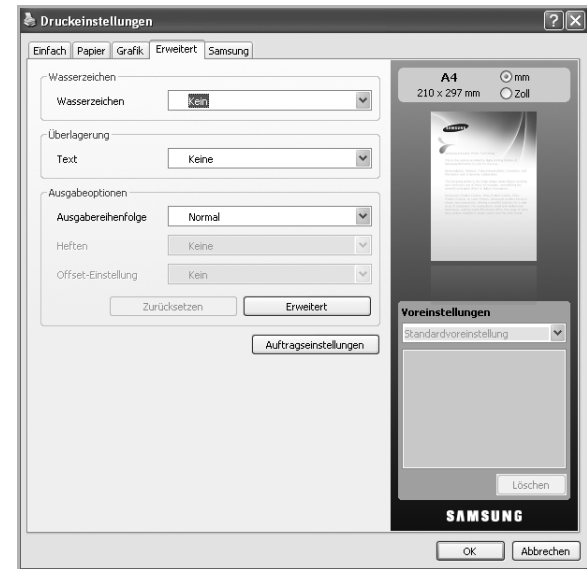 Druckeinstellungen
Einfach Papier Grafik Erweitert Samsung
Wasserzeichen
Wasserzeichen Kein
Überlagerung
Text Keine
Ausgabeoptionen
Ausgabereihenfolge Normal
Heften Keine
Offset-Einstellung Kein
Zurücksetzen Erweitert
Auftragseinstellungen
A4 mm
210 x 297 mm Zoll
SAMSUNG
Voreinstellungen
Standardvoreinstellung
Löschen
SAMSUNG
OK Abbrechen